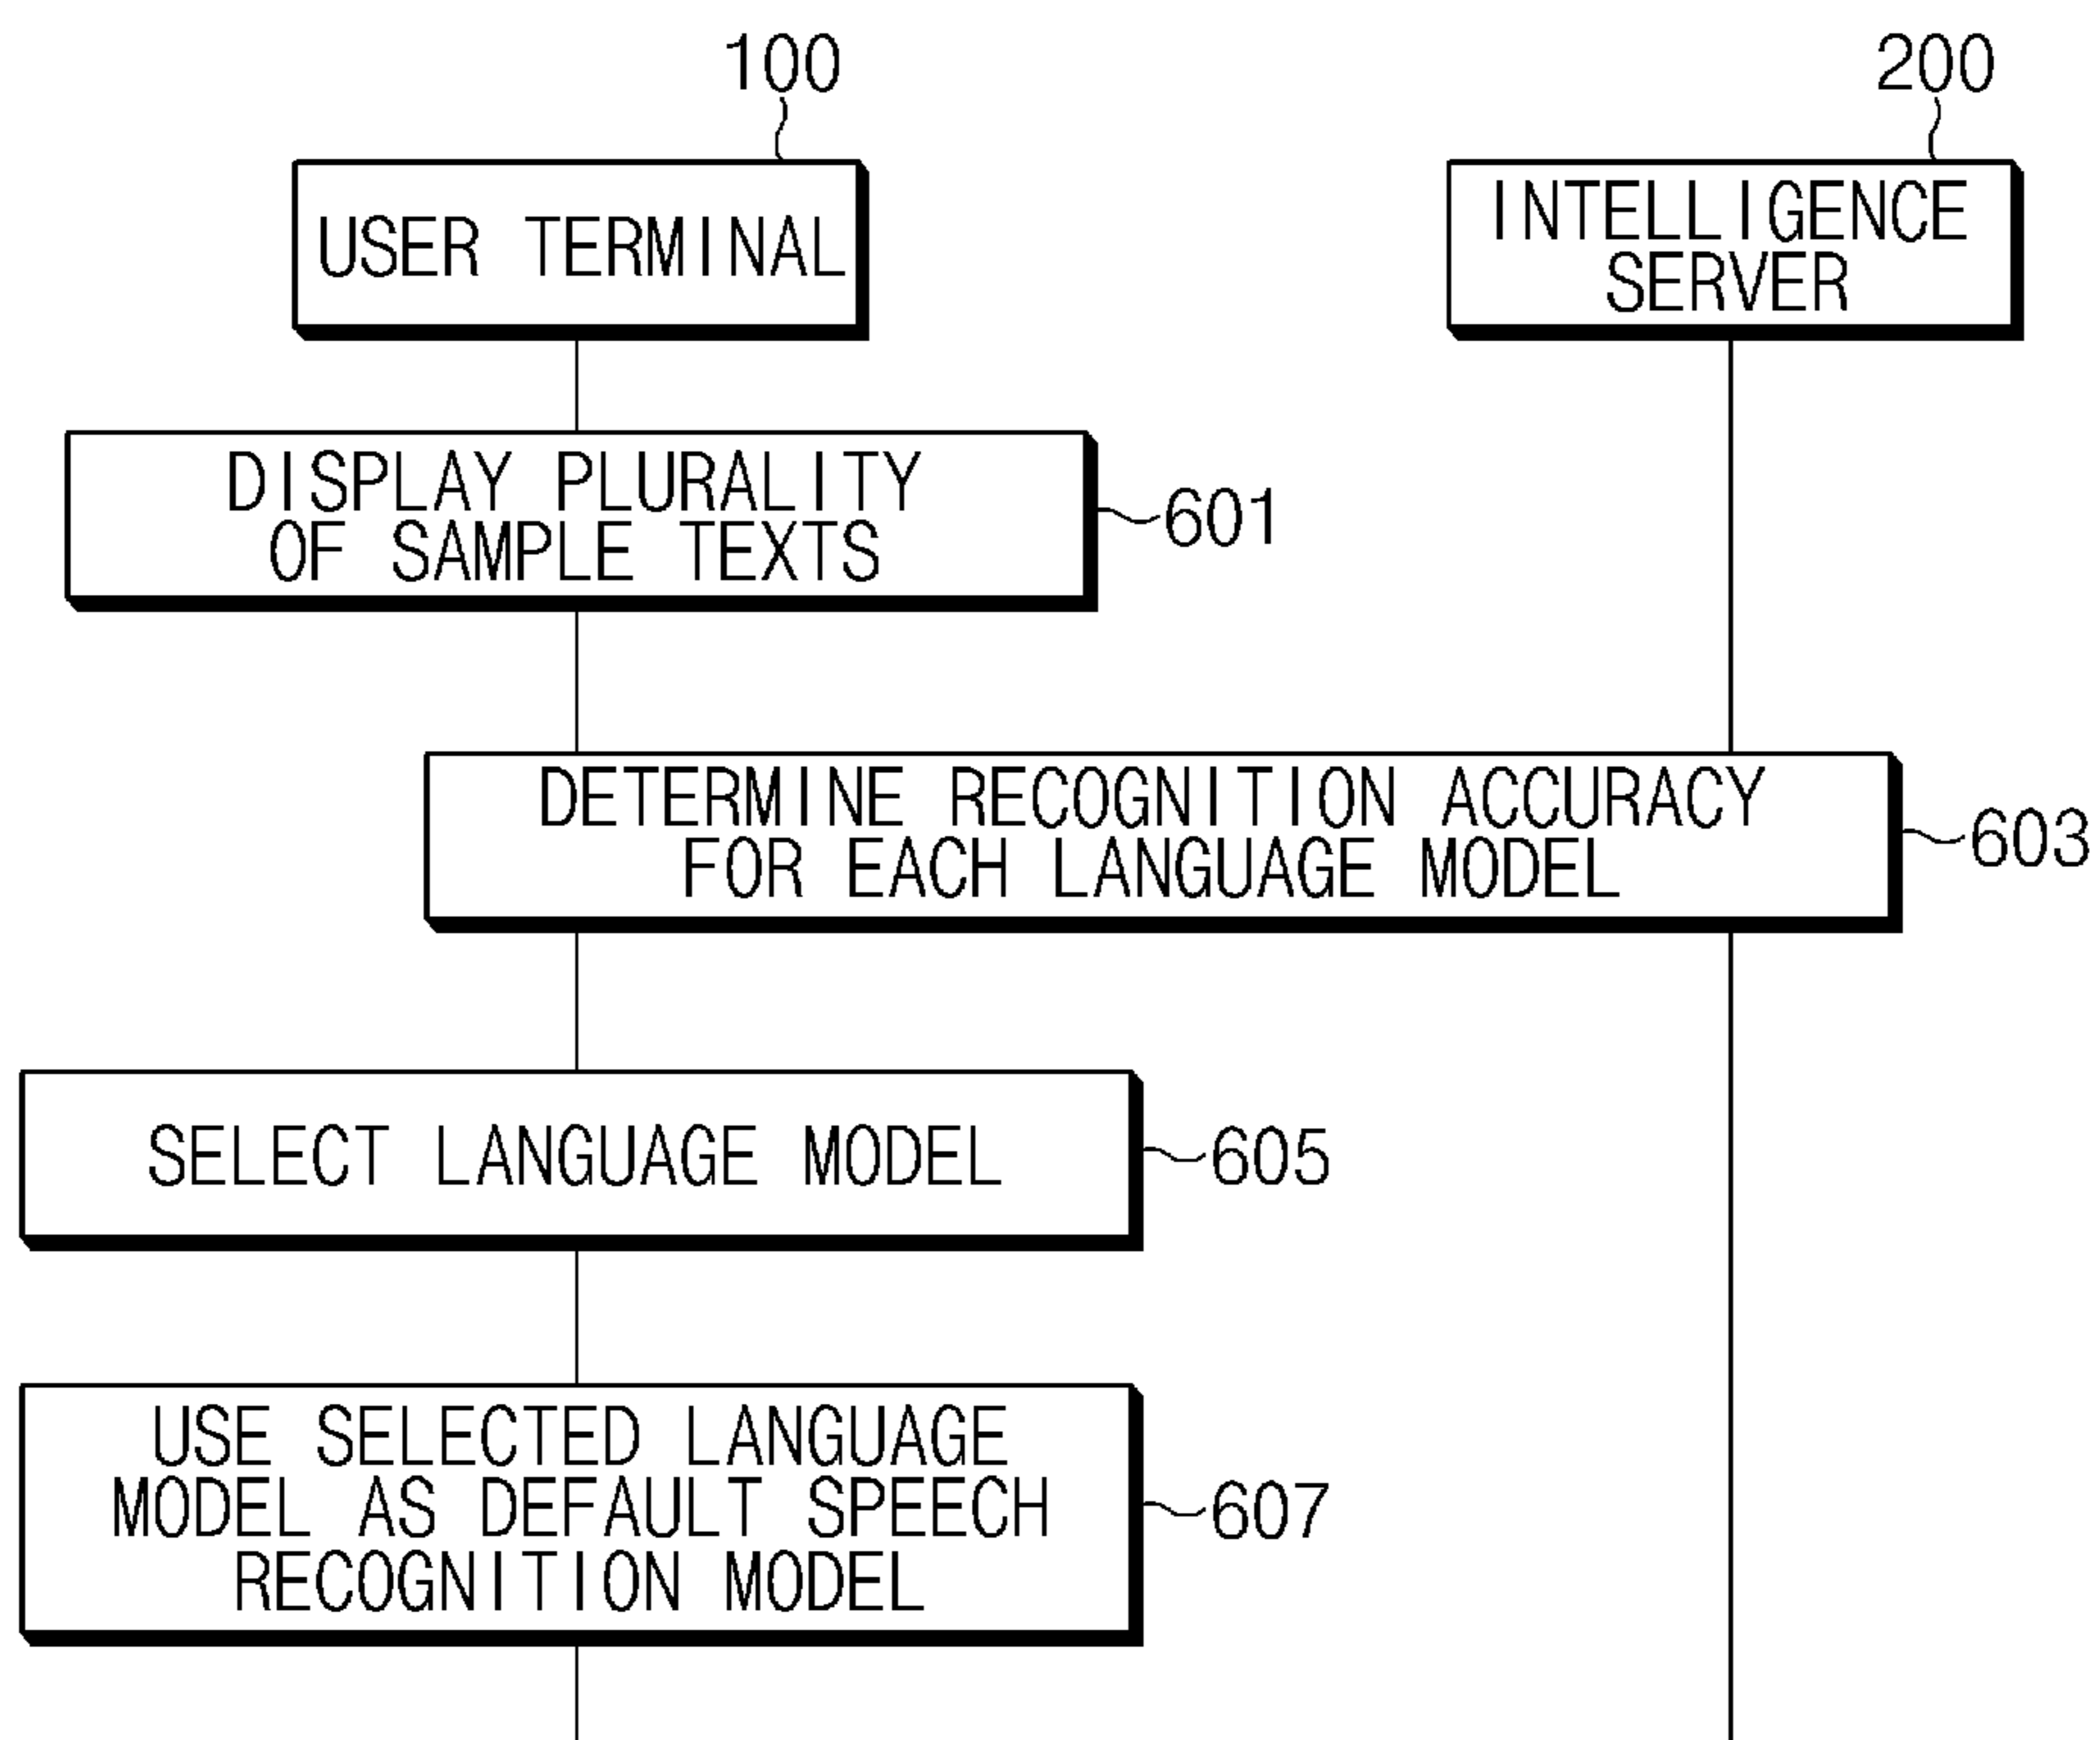 100
200
USER TERMINAL
INTELLIGENCE
SERVER
DISPLAY PLURALITY
OF SAMPLE TEXTS
601
DETERMINE RECOGNITION ACCURACY
FOR EACH LANGUAGE MODEL
603
SELECT LANGUAGE MODEL
605
USE SELECTED LANGUAGE
MODEL AS DEFAULT SPEECH
RECOGNITION MODEL
607